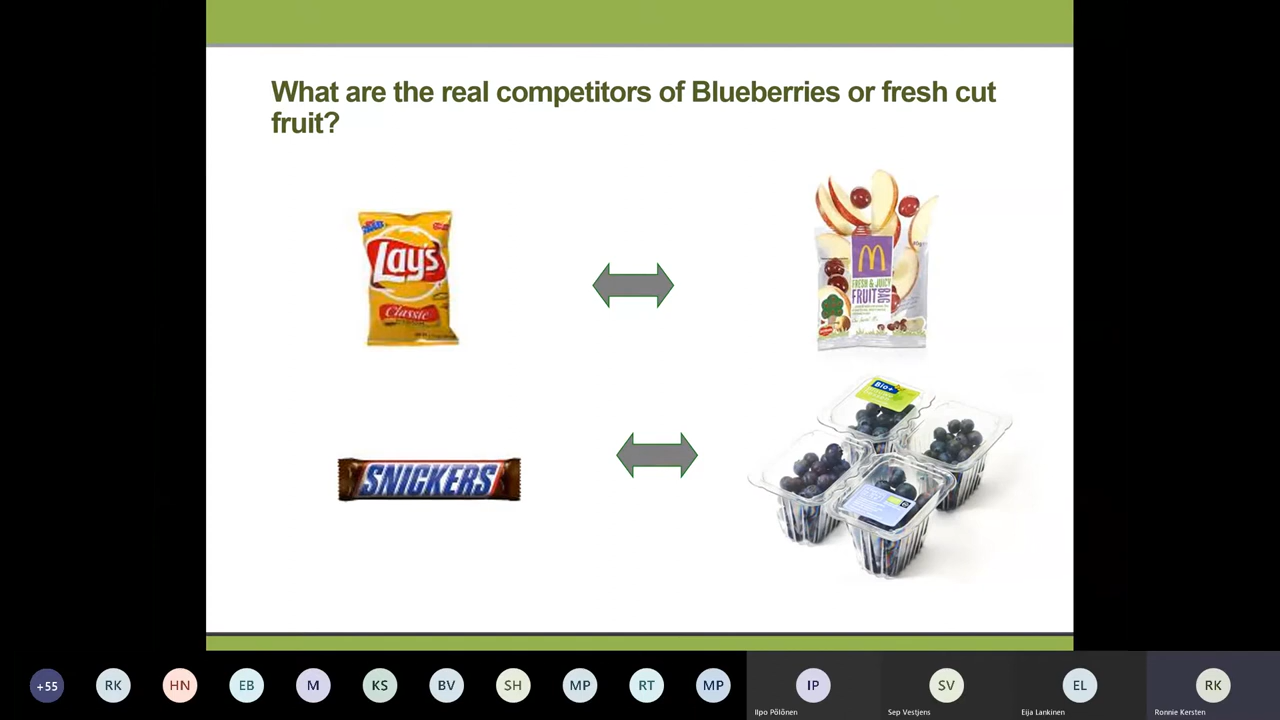 What are the real competitors of Blueberries or fresh cut
fruit?
Lay's
Classic
M
FRESH & JUICY
FRUIT BAG
SNICKERS
Bio+
+55
RK
HN
EB
M
KS
BV
SH
MP
RT
MP
IP
SV
EL
RK
Ilpo Pölönen
Sep Vestjens
Eija Lankinen
Ronnie Kersten